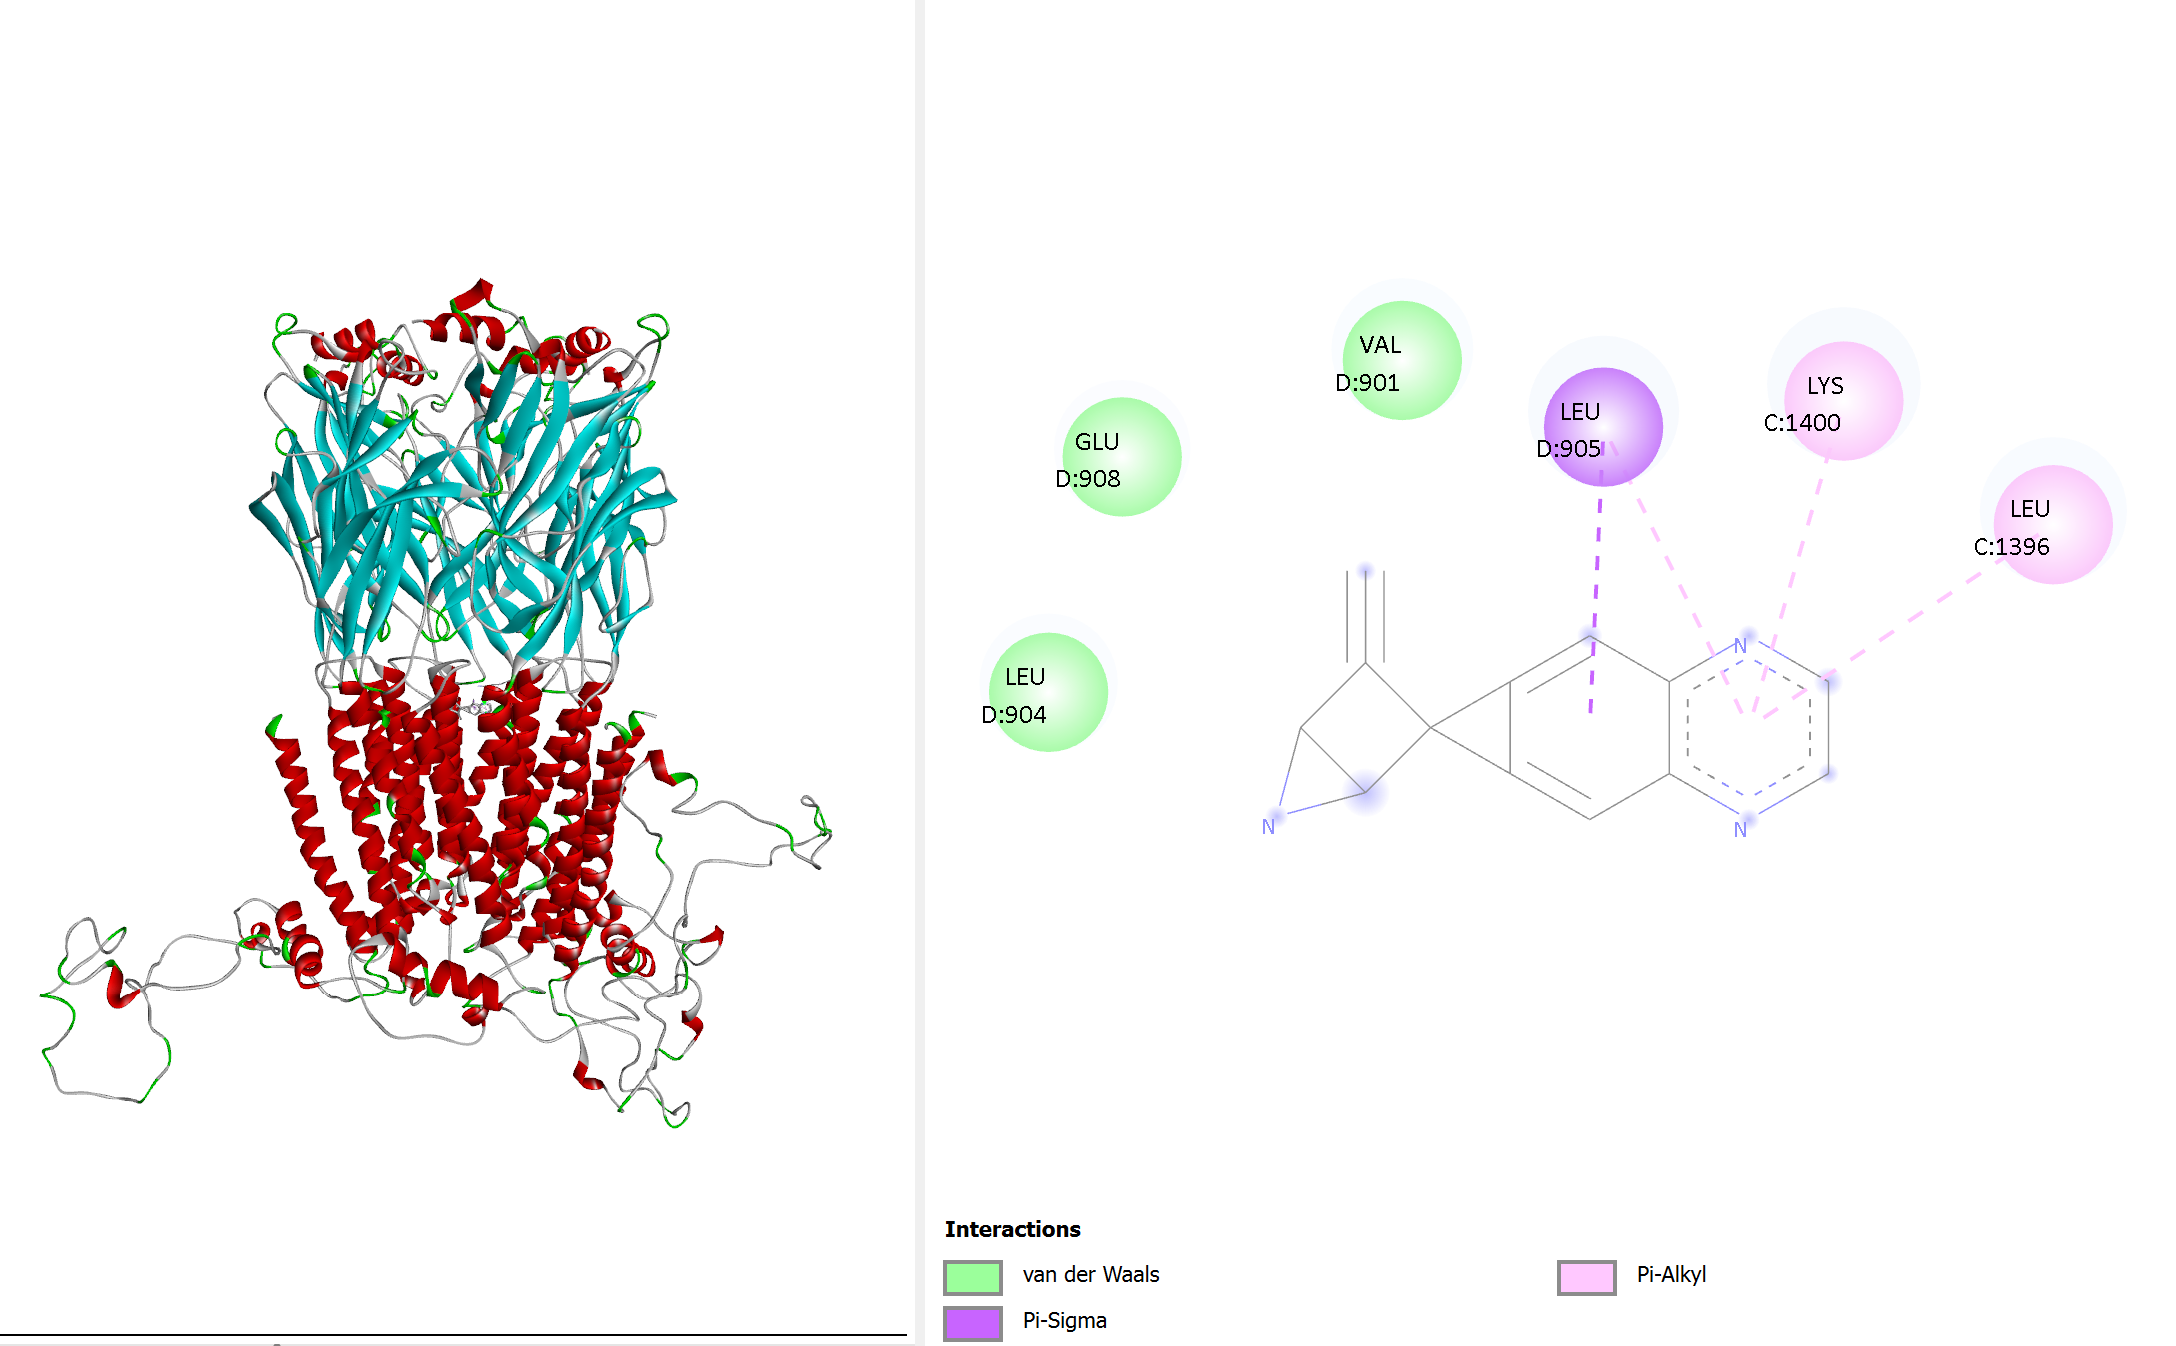 VAL
D:901
LEU
D:905
LYS
C:1400
GLU
D:908
LEU
C:1396
LEU
D:904
N
N
N
Interactions
van der Waals
Pi-Sigma
Pi-Alkyl